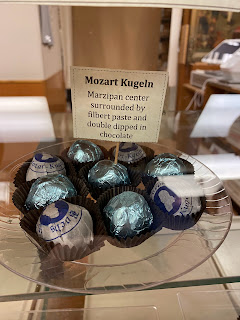 Mozart Kugeln
Marzipan center
surrounded by
filbert paste and
double dipped in
chocolate